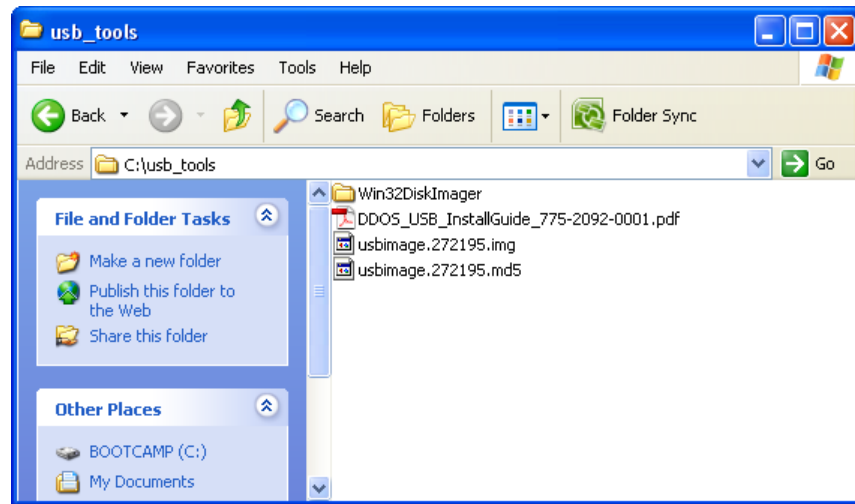 usb_tools
File Edit View Favorites Tools Help
Back Search Folders Folder Sync
Address C:\usb_tools Go
File and Folder Tasks
Make a new folder
Publish this folder to
the Web
Share this folder
Other Places
BOOTCAMP (C:)
My Documents
Win32DiskImager
DDOS_USB_InstallGuide_775-2092-0001.pdf
usbimage.272195.img
usbimage.272195.md5